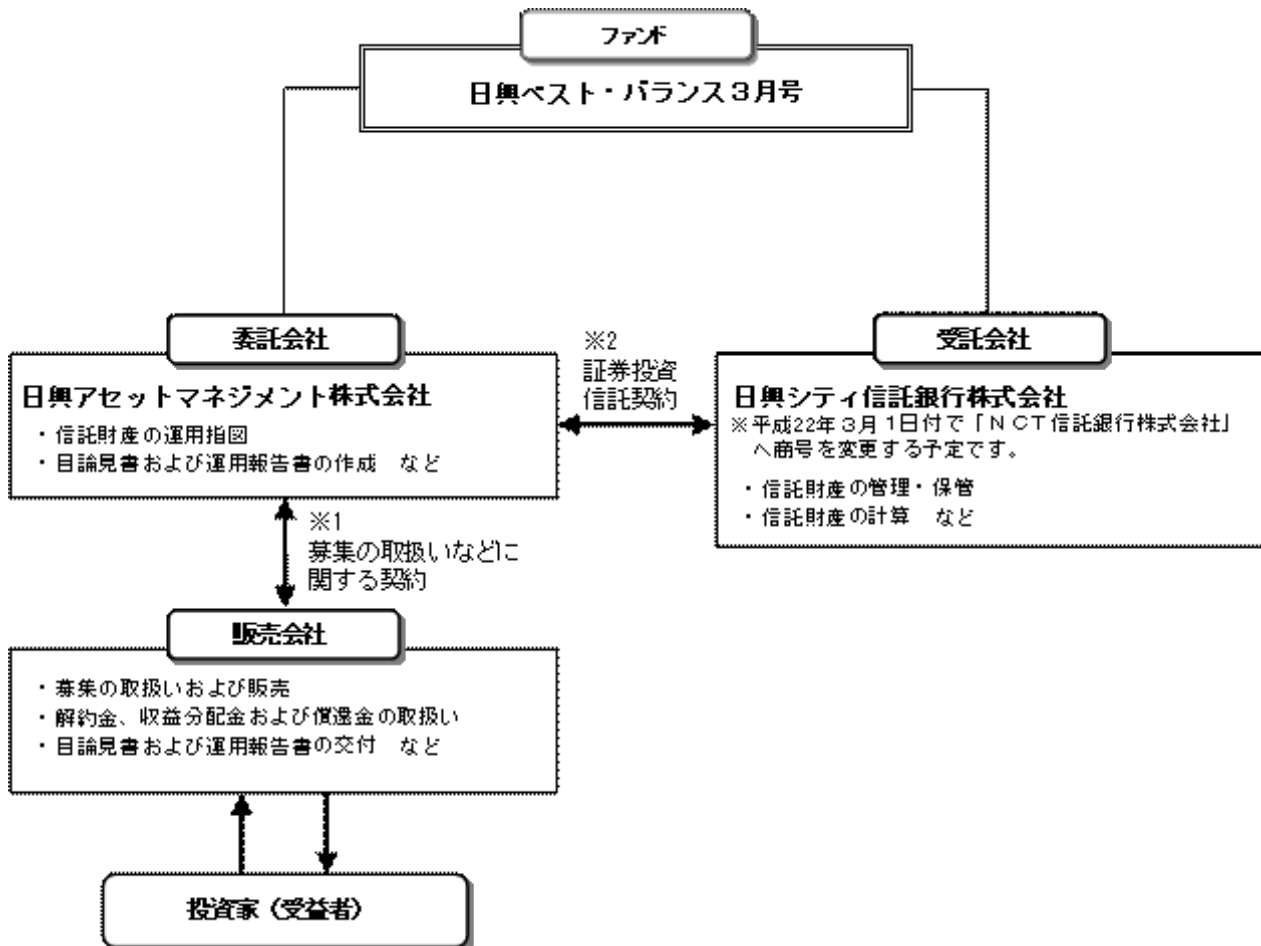 ファンド
日興ベスト・バランス３月号
委託会社
日興アセットマネジメント株式会社
・信託財産の運用指図
・目論見書および運用報告書の作成　など
※2
証券投資
信託契約
受託会社
日興シティ信託銀行株式会社
※平成22年３月１日付で「ＮＣＴ信託銀行株式会社」
へ商号を変更する予定です。
・信託財産の管理・保管
・信託財産の計算　など
※1
募集の取扱いなどに
関する契約
販売会社
・募集の取扱いおよび販売
・解約金、収益分配金および償還金の取扱い
・目論見書および運用報告書の交付　など
投資家（受益者）